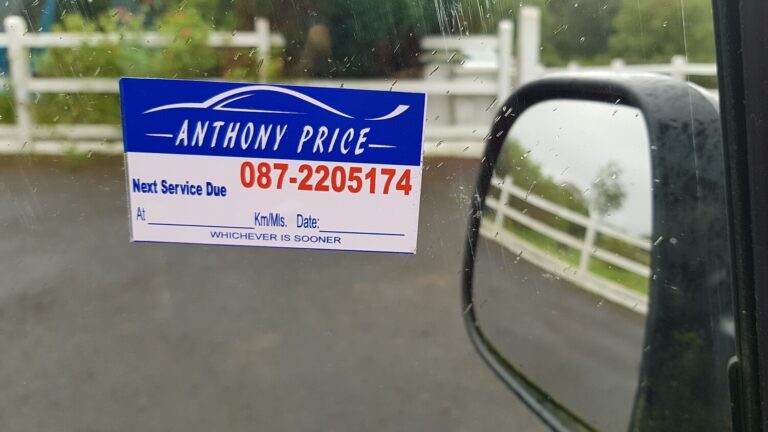 ANTHONY PRICE
Next Service Due 087-2205174
At Km/Mls. Date:
WHICHEVER IS SOONER